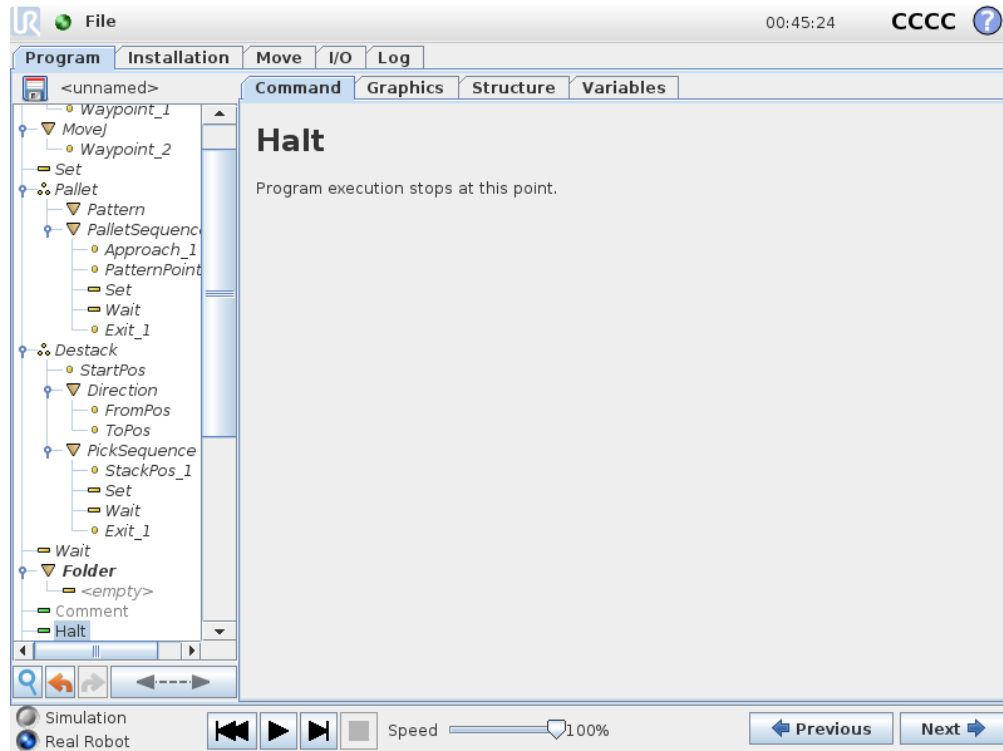 UR File 00:45:24 CCCC ?
Program Installation Move I/O Log
<unnamed> Command Graphics Structure Variables
Waypoint_1
MoveJ
Waypoint_2
Set
Pallet
Pattern
PalletSequenc
Approach_1
PatternPoint
Set
Wait
Exit_1
Destack
StartPos
Direction
FromPos
ToPos
PickSequence
StackPos_1
Set
Wait
Exit_1
Wait
Folder
<empty>
Comment
Halt
Halt
Program execution stops at this point.
Simulation
Real Robot
Speed 100%
Previous Next